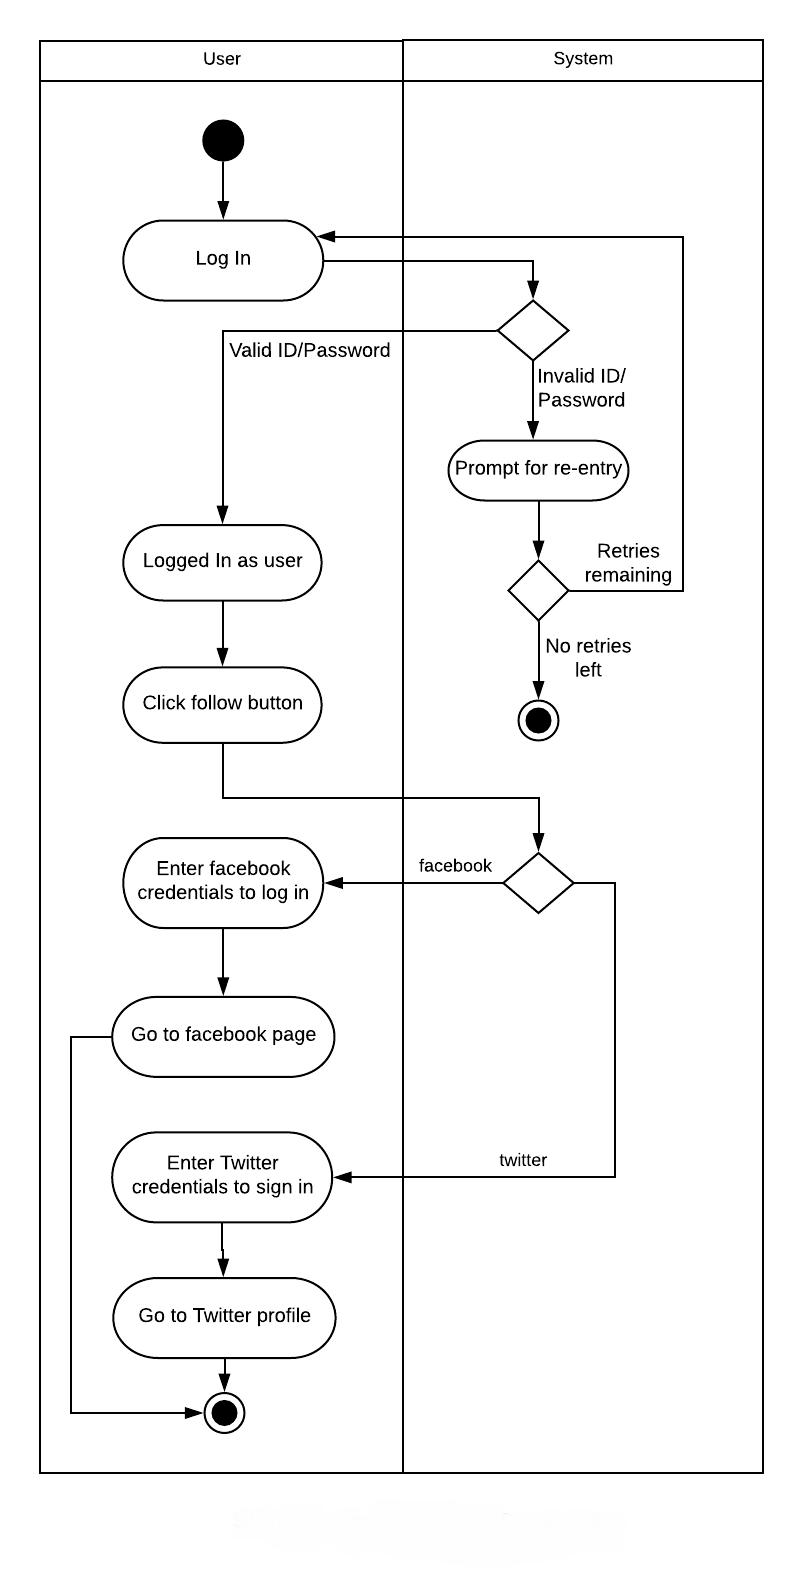 User
System
Log In
Valid ID/Password
Invalid ID/
Password
Prompt for re-entry
Logged In as user
Retries
remaining
No retries
left
Click follow button
facebook
Enter facebook
credentials to log in
Go to facebook page
twitter
Enter Twitter
credentials to sign in
Go to Twitter profile